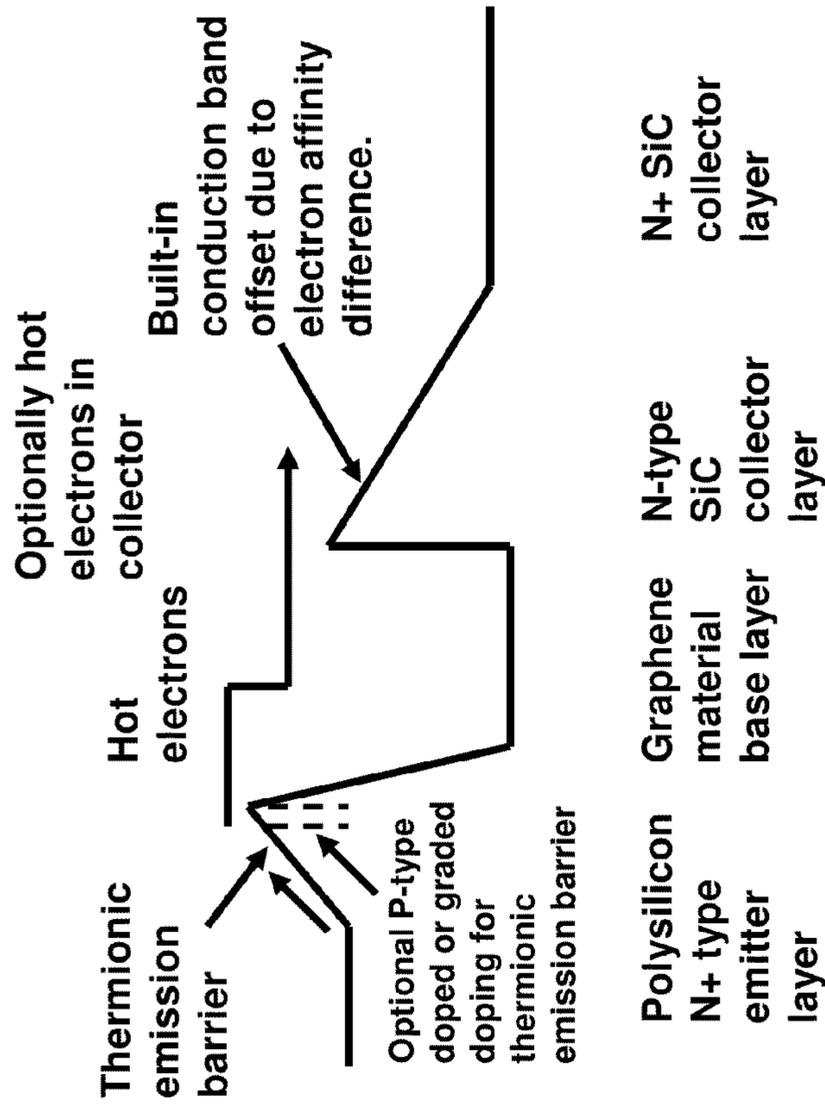 Optionally hot
electrons in
collector
Hot
electrons
Thermionic
emission
barrier
Built-in
conduction band
offset due to
electron affinity
difference.
Optional P-type
doped or graded
doping for
thermionic
emission barrier
Polysilicon
N+ type
emitter
layer
Graphene
material
base layer
N-type
SiC
collector
layer
N+ SiC
collector
layer